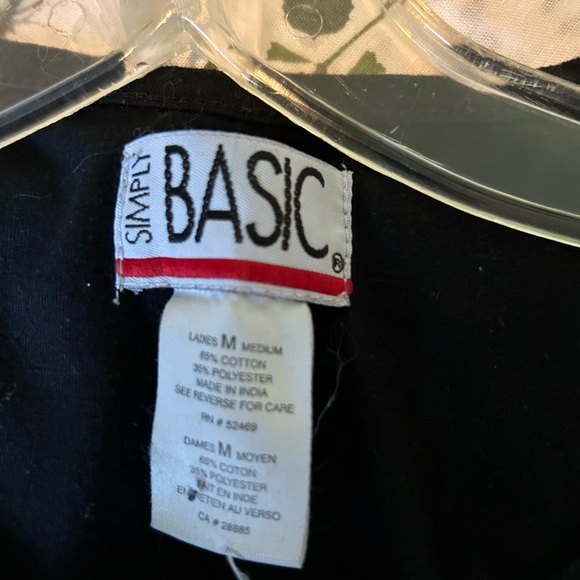 SIMPLY
BASIC®
LADIES M MEDIUM
65% COTTON
35% POLYESTER
MADE IN INDIA
SEE REVERSE FOR CARE
RN # 52469
DAMES M MOYEN
65% COTON
35% POLYESTER
FAIT EN INDE
ENTRETIEN AU VERSO
CA # 28685